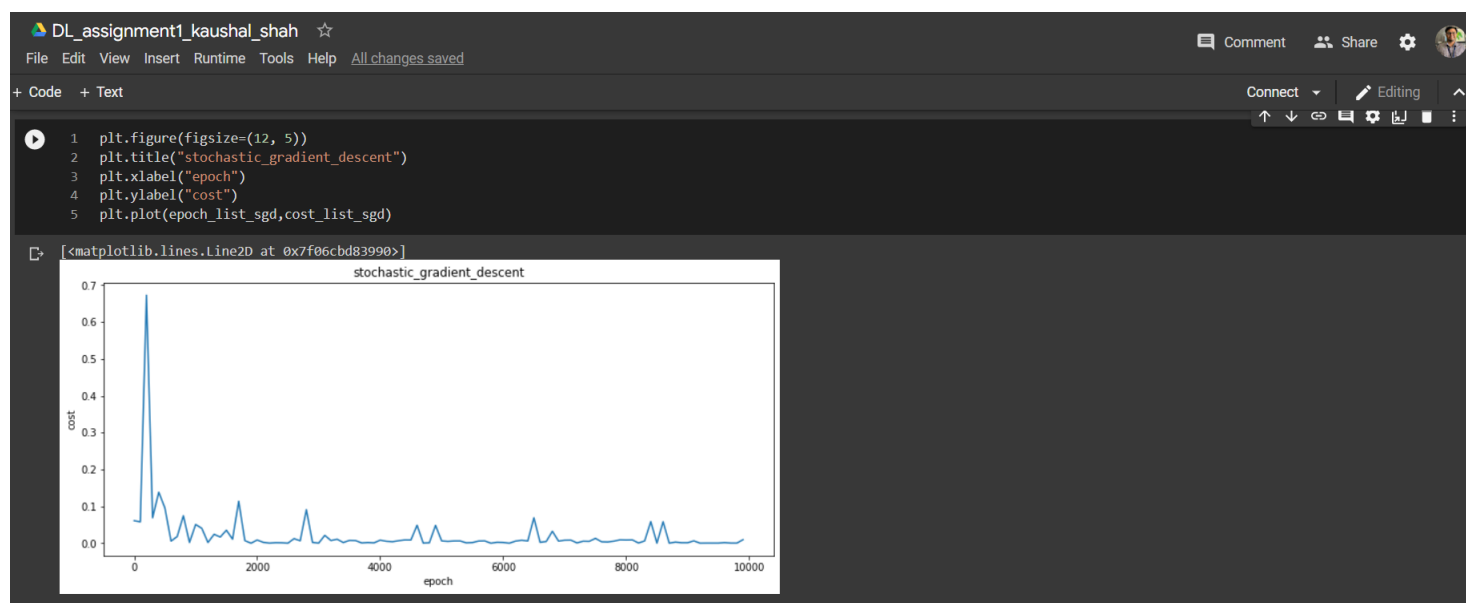 DL_assignment1_kaushal_shah
File Edit View Insert Runtime Tools Help All changes saved
Comment Share
+ Code + Text
Connect Editing
1 plt.figure(figsize=(12, 5))
2 plt.title("stochastic_gradient_descent")
3 plt.xlabel("epoch")
4 plt.ylabel("cost")
5 plt.plot(epoch_list_sgd,cost_list_sgd)
[<matplotlib.lines.Line2D at 0x7f06cbd83990>]
stochastic_gradient_descent
0.7
0.6
0.5
0.4
0.3
0.2
0.1
0.0
cost
0 2000 4000 6000 8000 10000
epoch